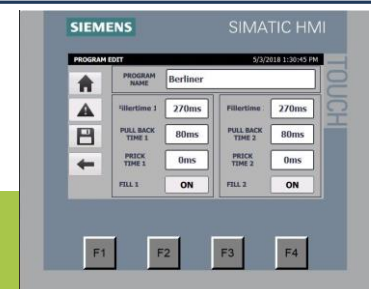 SIEMENS SIMATIC HMI
TOUCH
PROGRAM EDIT 5/3/2018 1:30:45 PM
PROGRAM NAME Berliner
Fillertime 1 270ms Fillertime 270ms
PULL BACK TIME 1 80ms PULL BACK TIME 2 80ms
PRICK TIME 1 0ms PRICK TIME 2 0ms
FILL 1 ON FILL 2 ON
F1 F2 F3 F4